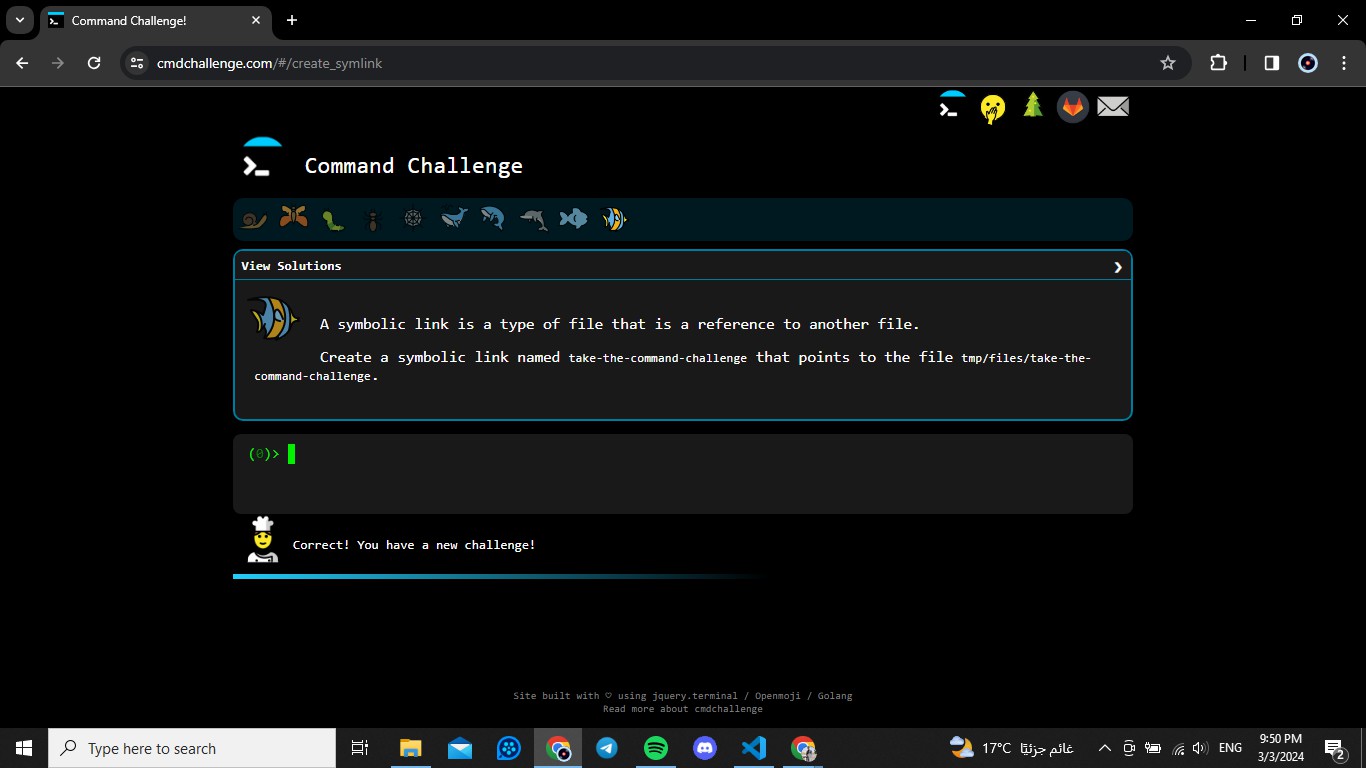 Command Challenge!
cmdchallenge.com/#/create_symlink
Command Challenge
View Solutions
A symbolic link is a type of file that is a reference to another file.
Create a symbolic link named take-the-command-challenge that points to the file tmp/files/take-the-
command-challenge.
(0)>
Correct! You have a new challenge!
Site built with ♡ using jquery.terminal / Openmoji / Golang
Read more about cmdchallenge
Type here to search
17°C غائم جزئيًا
ENG
9:50 PM
3/3/2024
2